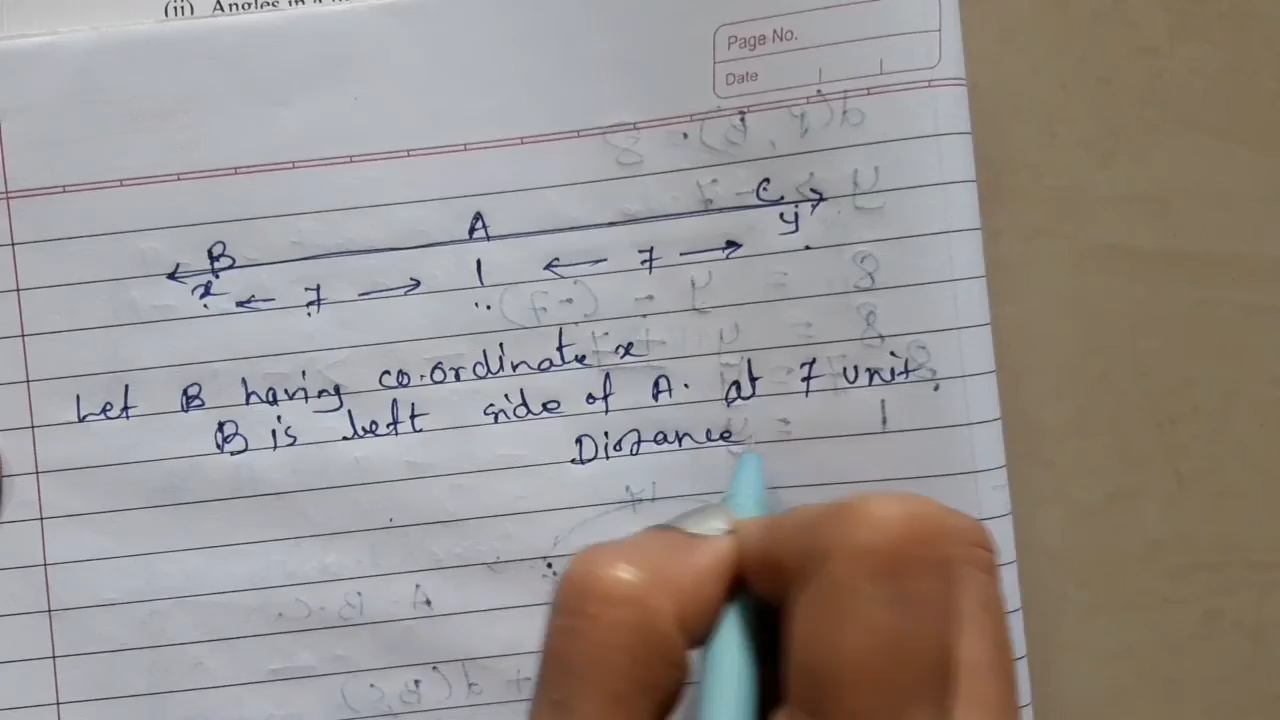 (ii) Angles in a
Page No.
Date
B A C
x 1 y
← 7 → ← 7 →
Let B having co-ordinate x
B is left side of A. at 7 unit.
Distance